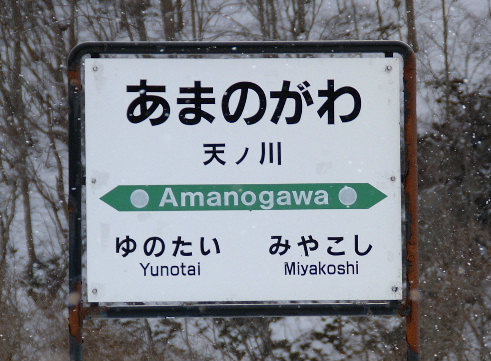 あまのがわ
天ノ川
Amanogawa
ゆのたい みやこし
Yunotai Miyakoshi